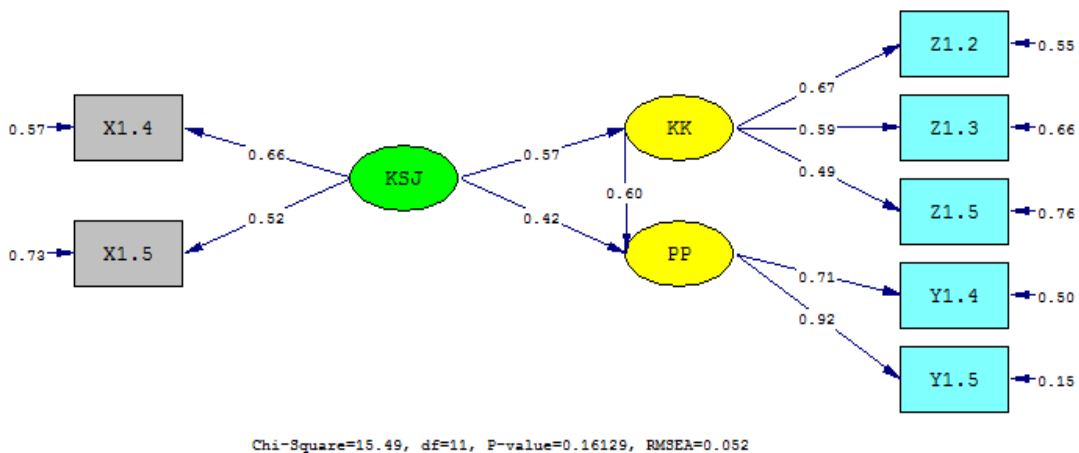 Z1.2
0.55
0.67
0.57
X1.4
KK
0.59
Z1.3
0.66
0.66
0.57
KSJ
0.49
0.60
0.52
0.42
Z1.5
0.76
0.73
X1.5
PP
0.71
Y1.4
0.50
0.92
Y1.5
0.15
Chi-Square=15.49, df=11, P-value=0.16129, RMSEA=0.052